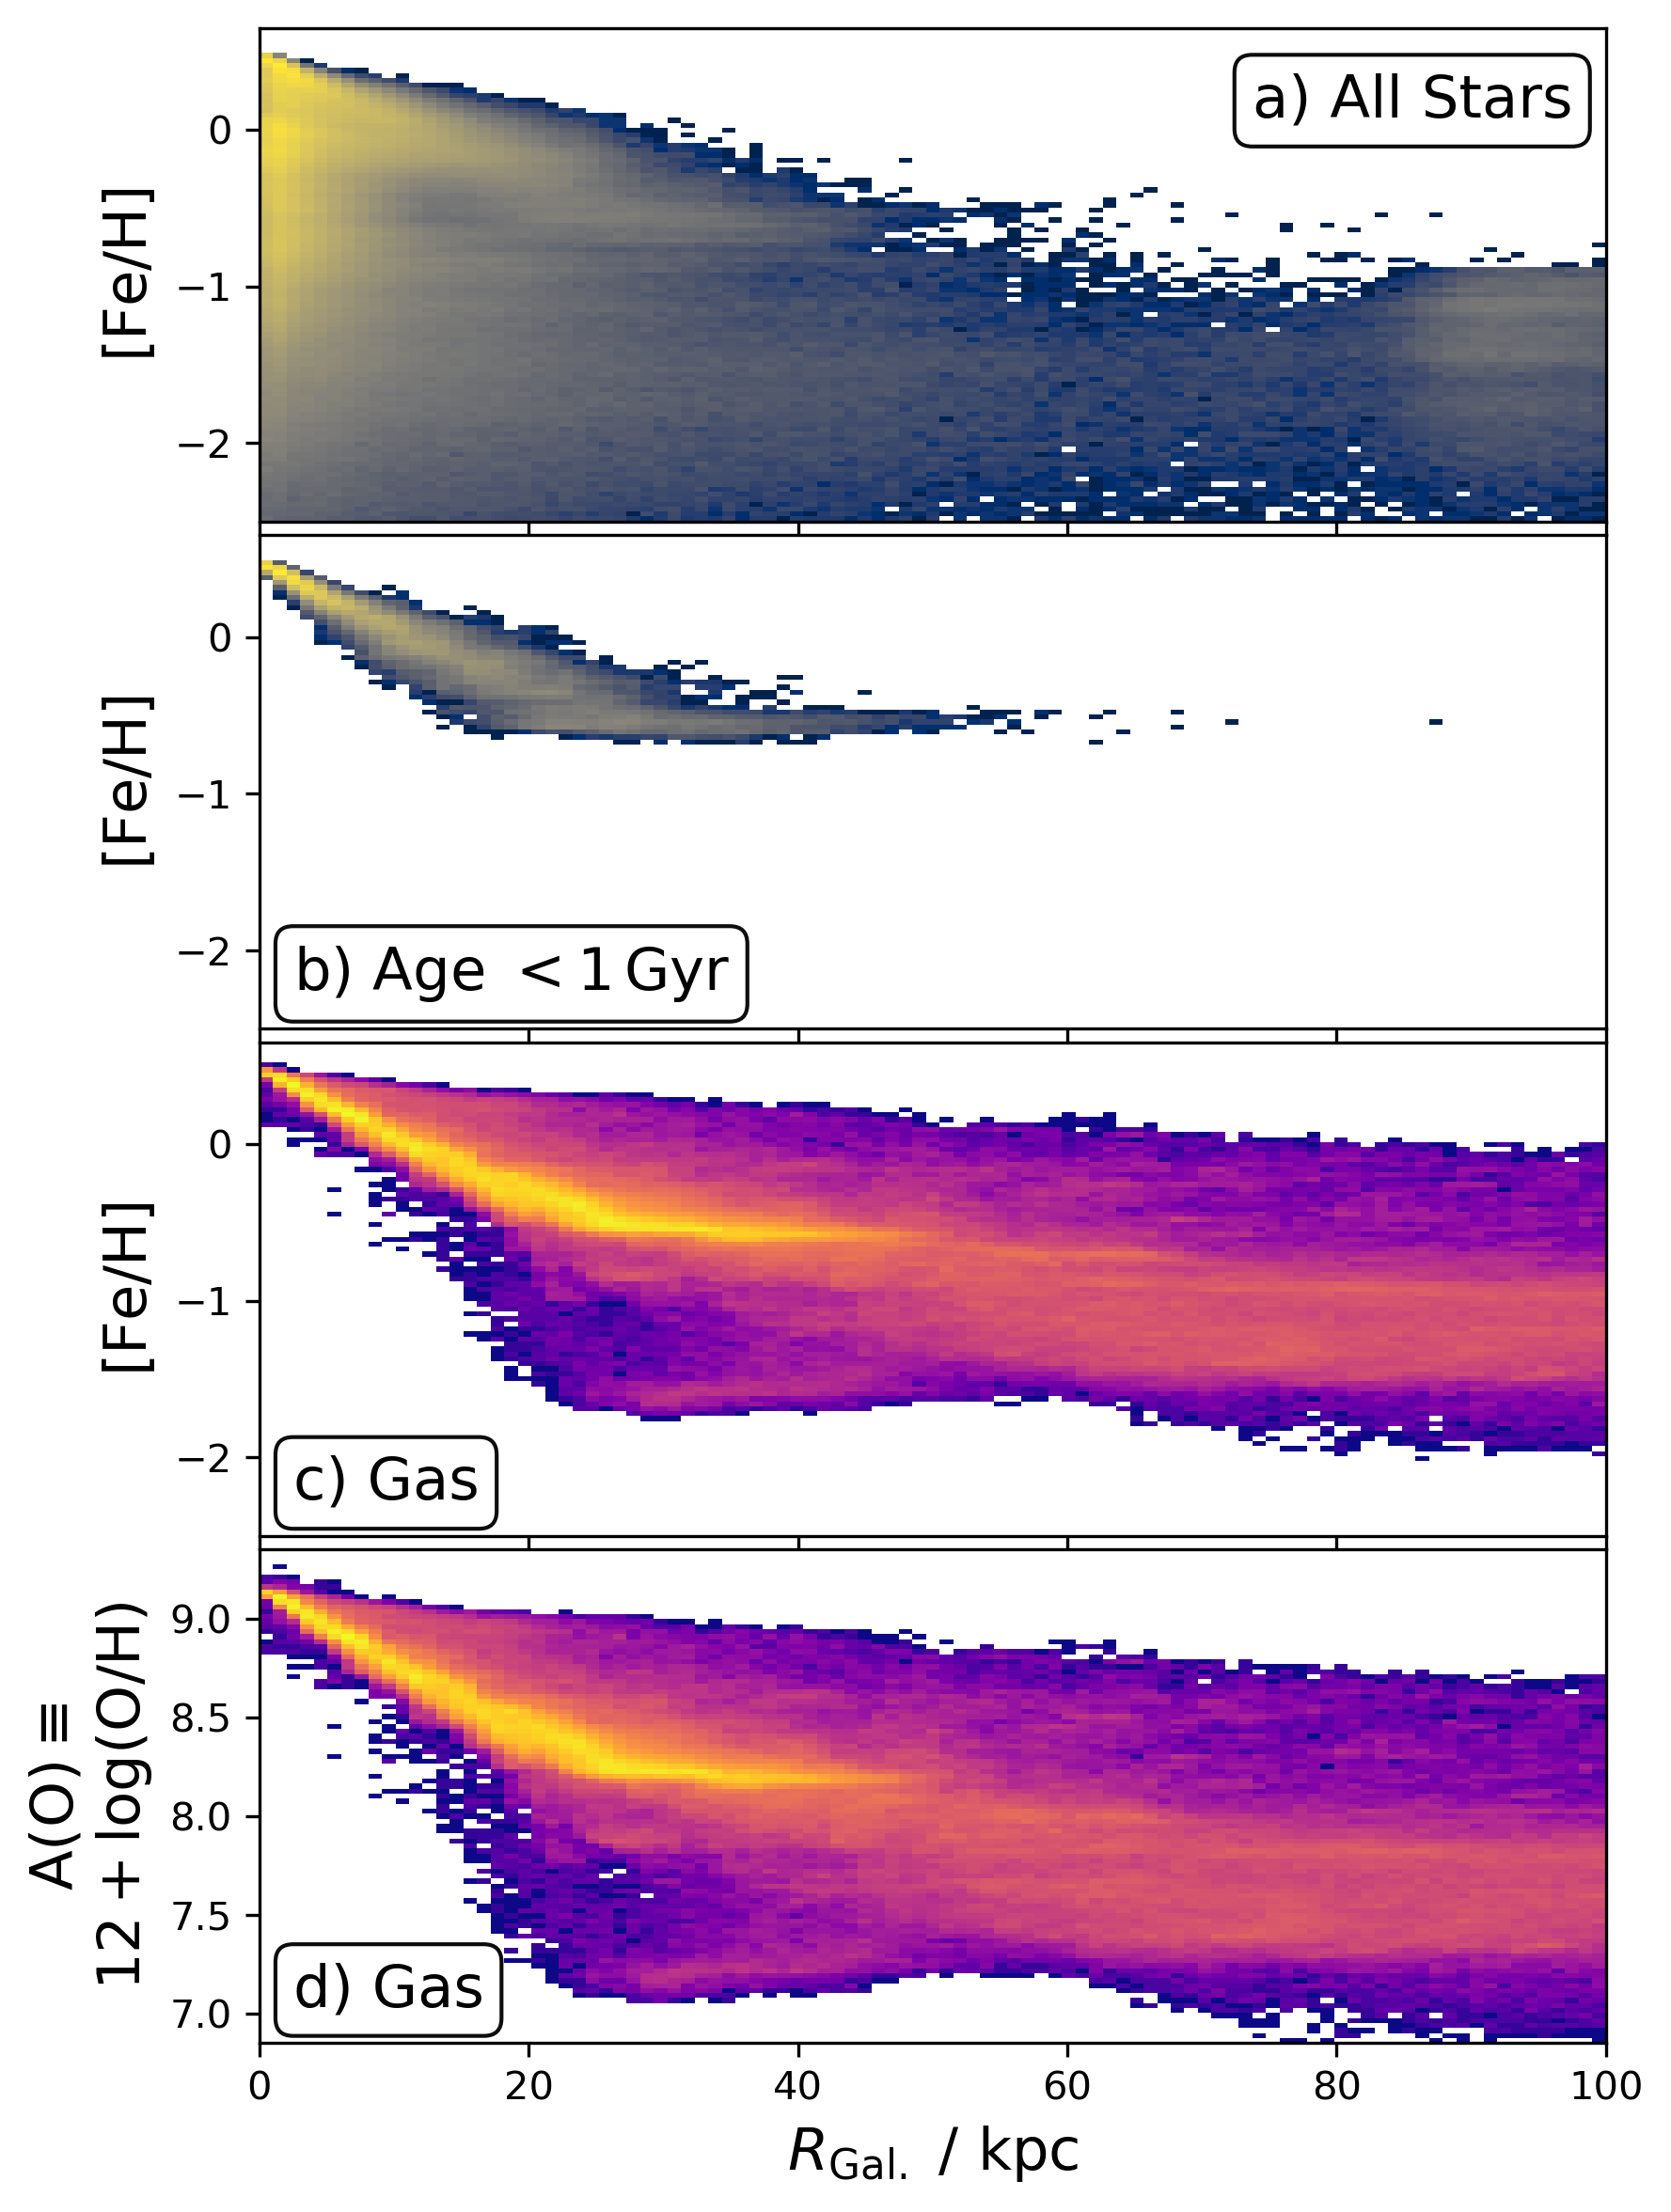 a) All Stars
[Fe/H]
0
−1
−2
b) Age < 1 Gyr
[Fe/H]
0
−1
−2
c) Gas
[Fe/H]
0
−1
−2
d) Gas
A(O) ≡
12 + log(O/H)
9.0
8.5
8.0
7.5
7.0
0 20 40 60 80 100
R_Gal. / kpc